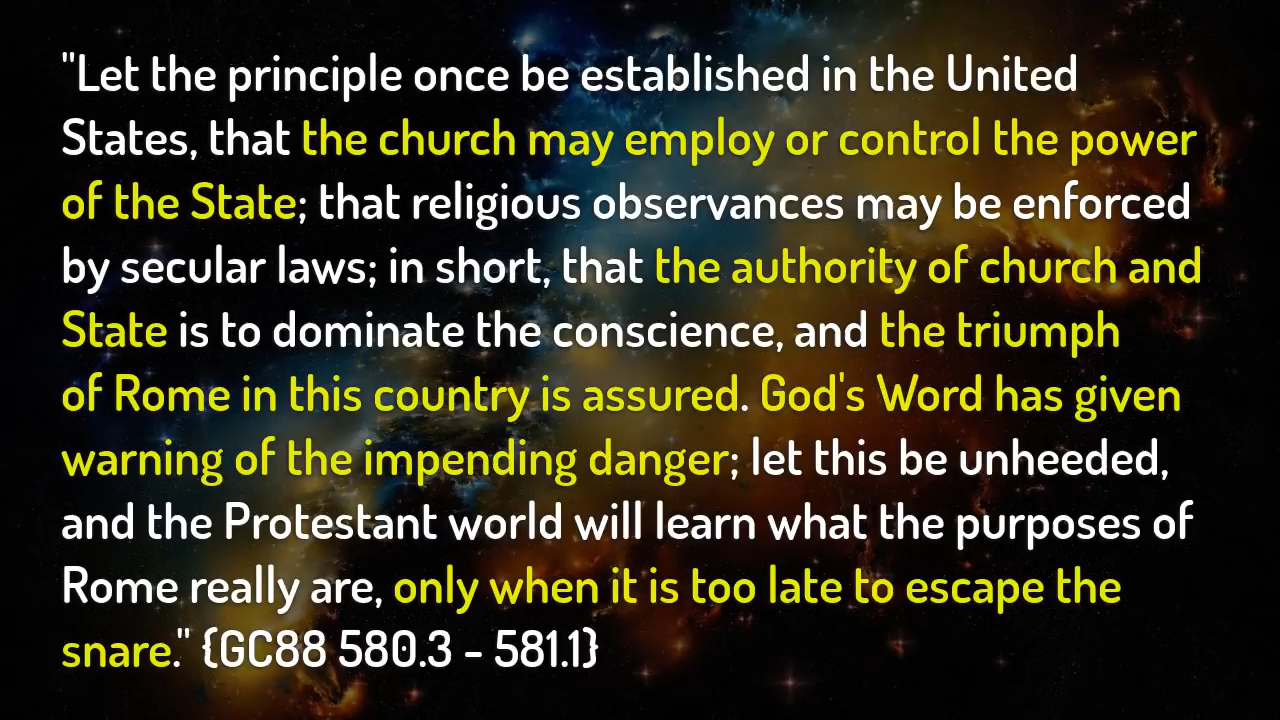 "Let the principle once be established in the United
States, that the church may employ or control the power
of the State; that religious observances may be enforced
by secular laws; in short, that the authority of church and
State is to dominate the conscience, and the triumph
of Rome in this country is assured. God's Word has given
warning of the impending danger; let this be unheeded,
and the Protestant world will learn what the purposes of
Rome really are, only when it is too late to escape the
snare." {GC88 580.3 - 581.1}